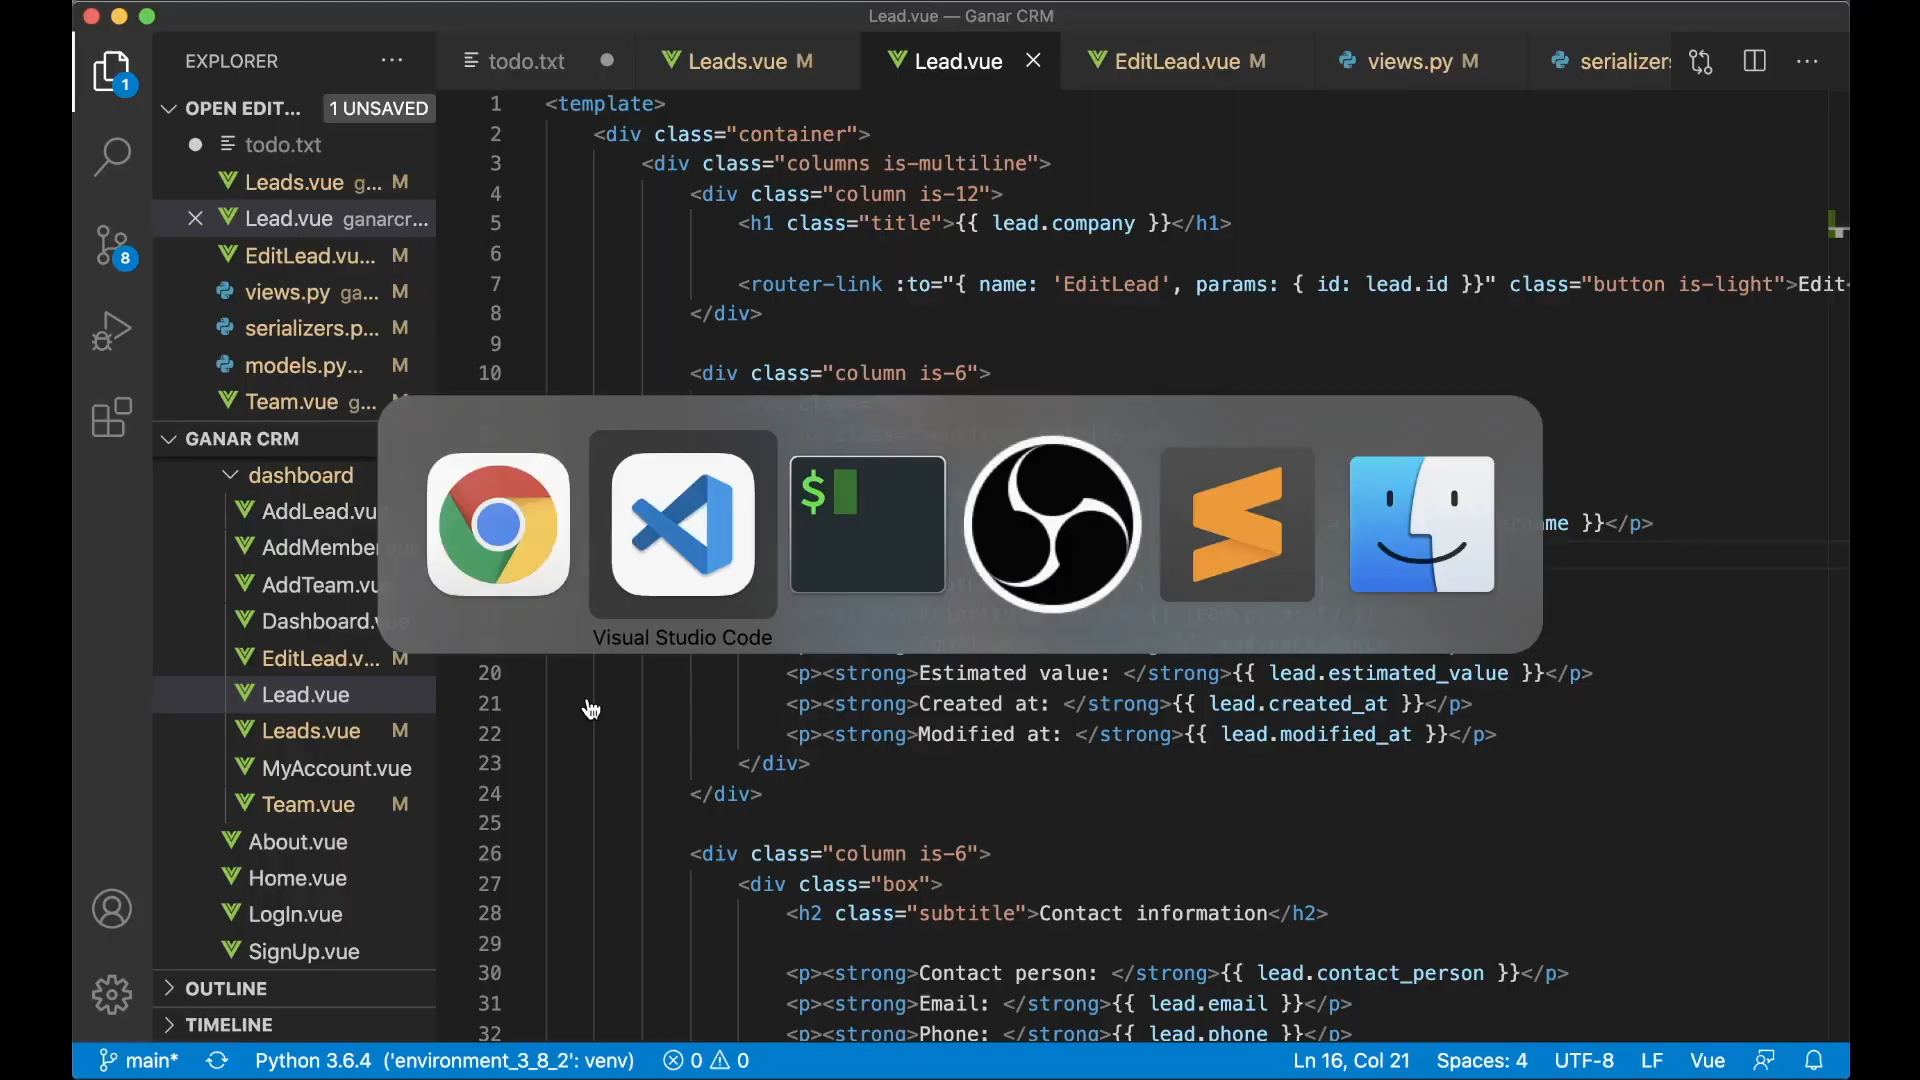 Lead.vue — Ganar CRM
EXPLORER
todo.txt
Leads.vue M
Lead.vue
EditLead.vue M
views.py M
serializers
OPEN EDIT... 1 UNSAVED
todo.txt
Leads.vue g... M
Lead.vue ganarcr...
EditLead.vu... M
views.py ga... M
serializers.p... M
models.py... M
Team.vue g... M
GANAR CRM
dashboard
AddLead.vu
AddMember
AddTeam.vu
Dashboard.
EditLead.v... M
Lead.vue
Leads.vue M
MyAccount.vue
Team.vue M
About.vue
Home.vue
LogIn.vue
SignUp.vue
OUTLINE
TIMELINE
1
8
1 <template>
2 <div class="container">
3 <div class="columns is-multiline">
4 <div class="column is-12">
5 <h1 class="title">{{ lead.company }}</h1>
6
7 <router-link :to="{ name: 'EditLead', params: { id: lead.id }}" class="button is-light">Edit
8 </div>
9
10 <div class="column is-6">
name }}</p>
$
Visual Studio Code
20 <p><strong>Estimated value: </strong>{{ lead.estimated_value }}</p>
21 <p><strong>Created at: </strong>{{ lead.created_at }}</p>
22 <p><strong>Modified at: </strong>{{ lead.modified_at }}</p>
23 </div>
24 </div>
25
26 <div class="column is-6">
27 <div class="box">
28 <h2 class="subtitle">Contact information</h2>
29
30 <p><strong>Contact person: </strong>{{ lead.contact_person }}</p>
31 <p><strong>Email: </strong>{{ lead.email }}</p>
32 <p><strong>Phone: </strong>{{ lead.phone }}</p>
main* Python 3.6.4 ('environment_3_8_2': venv) 0 0 Ln 16, Col 21 Spaces: 4 UTF-8 LF Vue